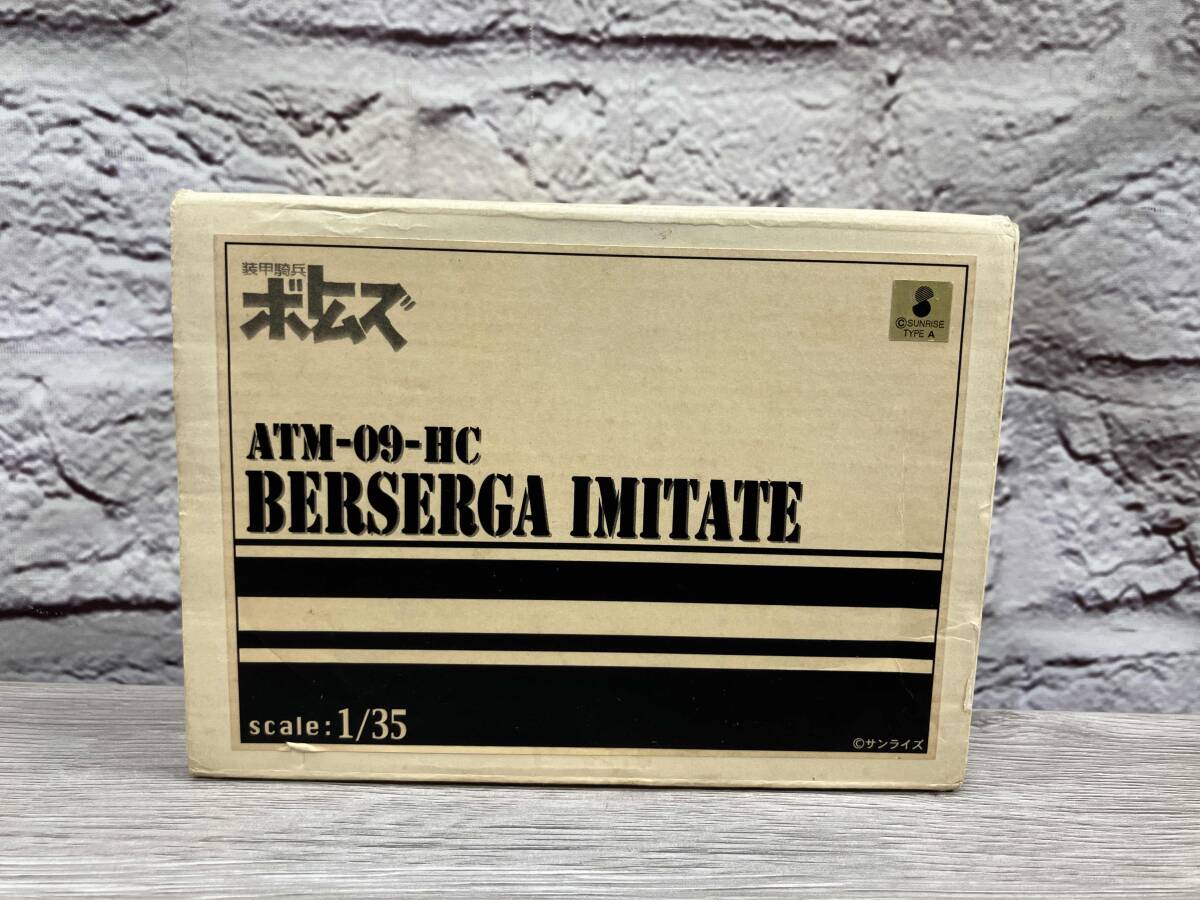 装甲騎兵
ボトムズ
©SUNRISE
TYPE A
ATM-09-HC
BERSERGA IMITATE
scale:1/35
©サンライズ